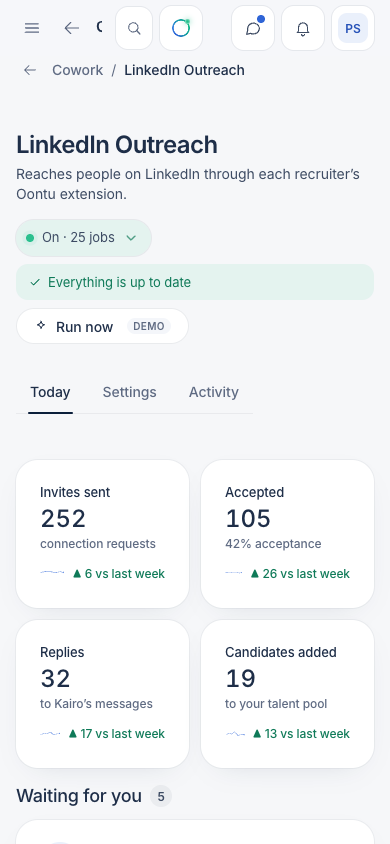 PS
Cowork / LinkedIn Outreach
LinkedIn Outreach
Reaches people on LinkedIn through each recruiter’s
Oontu extension.
On · 25 jobs
Everything is up to date
Run now DEMO
Today Settings Activity
Invites sent
252
connection requests
▲ 6 vs last week
Accepted
105
42% acceptance
▲ 26 vs last week
Replies
32
to Kairo’s messages
▲ 17 vs last week
Candidates added
19
to your talent pool
▲ 13 vs last week
Waiting for you 5